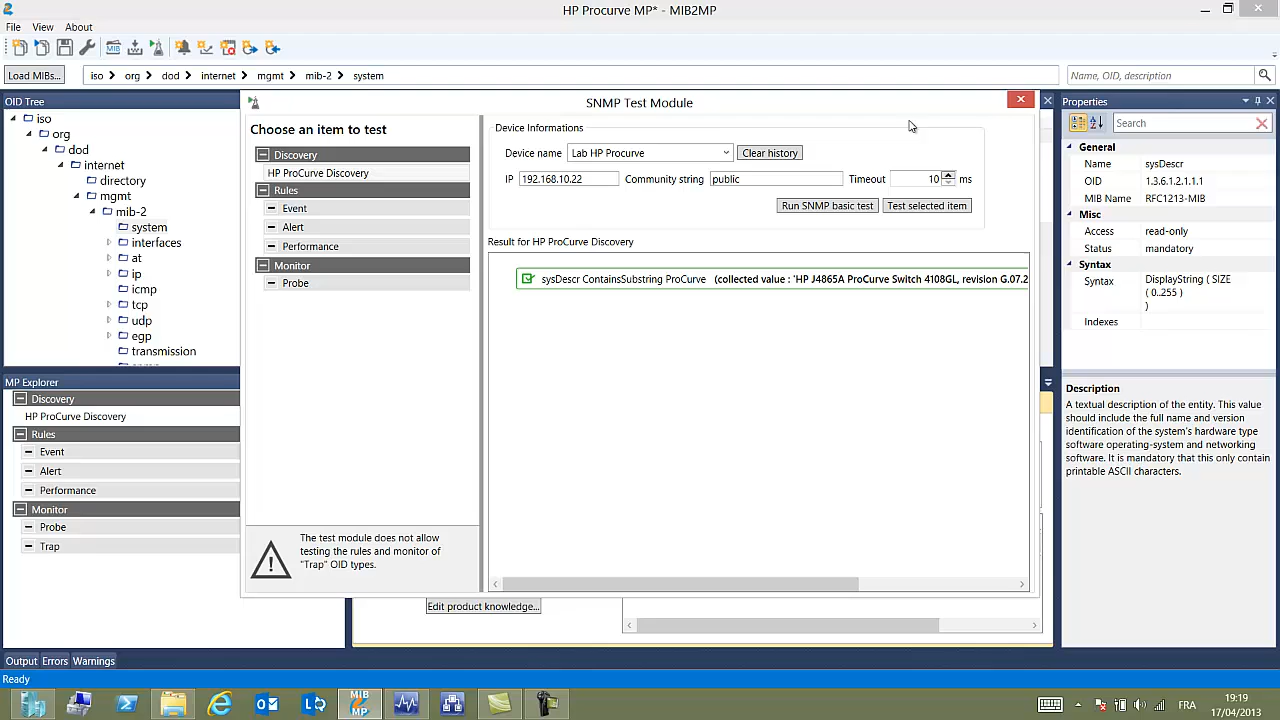 HP Procurve MP* - MIB2MP
File View About
Load MIBs...
iso org dod internet mgmt mib-2 system
Name, OID, description
OID Tree
iso
org
dod
internet
directory
mgmt
mib-2
system
interfaces
at
ip
icmp
tcp
udp
egp
transmission
MP Explorer
Discovery
HP ProCurve Discovery
Rules
Event
Alert
Performance
Monitor
Probe
Trap
SNMP Test Module
Choose an item to test
Discovery
HP ProCurve Discovery
Rules
Event
Alert
Performance
Monitor
Probe
The test module does not allow
testing the rules and monitor of
"Trap" OID types.
Device Informations
Device name Lab HP Procurve Clear history
IP 192.168.10.22 Community string public Timeout 10 ms
Run SNMP basic test Test selected item
Result for HP ProCurve Discovery
sysDescr ContainsSubstring ProCurve (collected value : 'HP J4865A ProCurve Switch 4108GL, revision G.07.2
Edit product knowledge...
Properties
Search
General
Name sysDescr
OID 1.3.6.1.2.1.1.1
MIB Name RFC1213-MIB
Misc
Access read-only
Status mandatory
Syntax
Syntax DisplayString ( SIZE
( 0..255 )
)
Indexes
Description
A textual description of the entity. This value
should include the full name and version
identification of the system's hardware type
software operating-system and networking
software. It is mandatory that this only contain
printable ASCII characters.
Output Errors Warnings
Ready
MIB
2
MP
FRA
19:19
17/04/2013